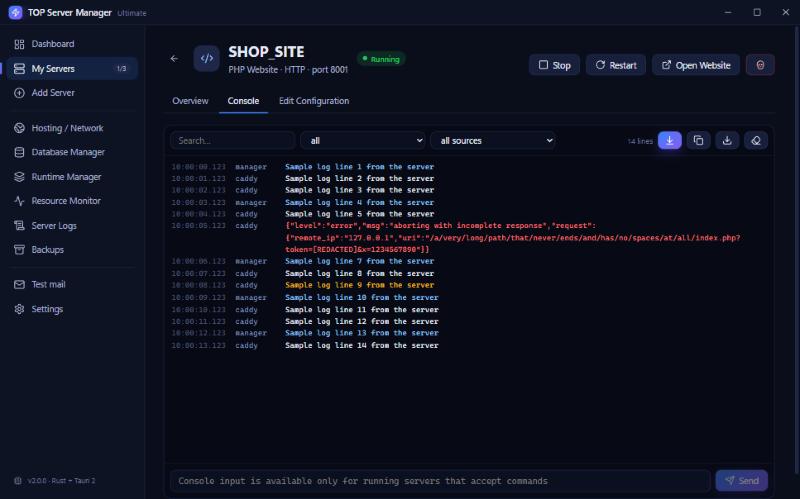 TOP Server Manager Ultimate
Dashboard
My Servers 1/3
Add Server
Hosting / Network
Database Manager
Runtime Manager
Resource Monitor
Server Logs
Backups
Test mail
Settings
v2.0.0 · Rust + Tauri 2
SHOP_SITE
PHP Website · HTTP · port 8001
Running
Stop
Restart
Open Website
Overview
Console
Edit Configuration
Search...
all
all sources
14 lines
10:00:00.123 manager Sample log line 1 from the server
10:00:01.123 caddy Sample log line 2 from the server
10:00:02.123 caddy Sample log line 3 from the server
10:00:03.123 manager Sample log line 4 from the server
10:00:04.123 caddy Sample log line 5 from the server
10:00:05.123 caddy {"level":"error","msg":"aborting with incomplete response","request":
{"remote_ip":"127.0.0.1","uri":"/a/very/long/path/that/never/ends/and/has/no/spaces/at/all/index.php?
token=[REDACTED]&x=1234567890"}}
10:00:06.123 manager Sample log line 7 from the server
10:00:07.123 caddy Sample log line 8 from the server
10:00:08.123 caddy Sample log line 9 from the server
10:00:09.123 manager Sample log line 10 from the server
10:00:10.123 caddy Sample log line 11 from the server
10:00:11.123 caddy Sample log line 12 from the server
10:00:12.123 manager Sample log line 13 from the server
10:00:13.123 caddy Sample log line 14 from the server
Console input is available only for running servers that accept commands
Send